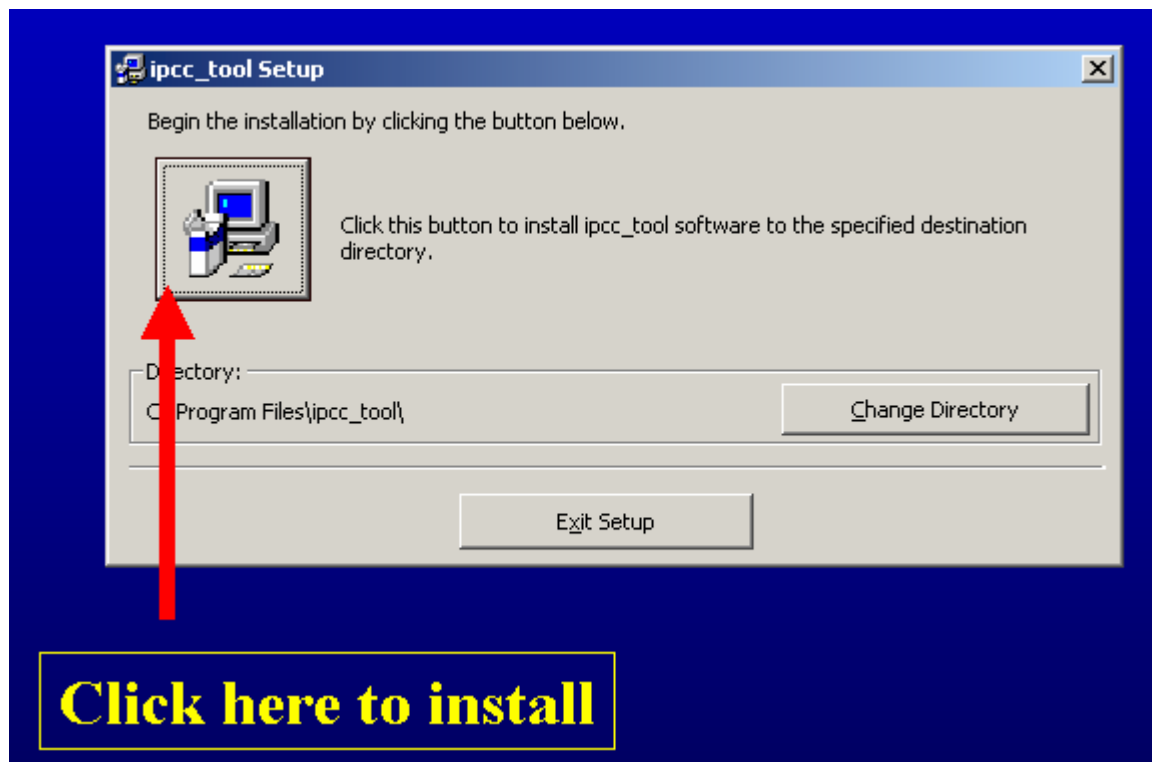 ipcc_tool Setup
Begin the installation by clicking the button below.
Click this button to install ipcc_tool software to the specified destination
directory.
D ectory:
C Program Files\ipcc_tool\
Change Directory
Exit Setup
Click here to install